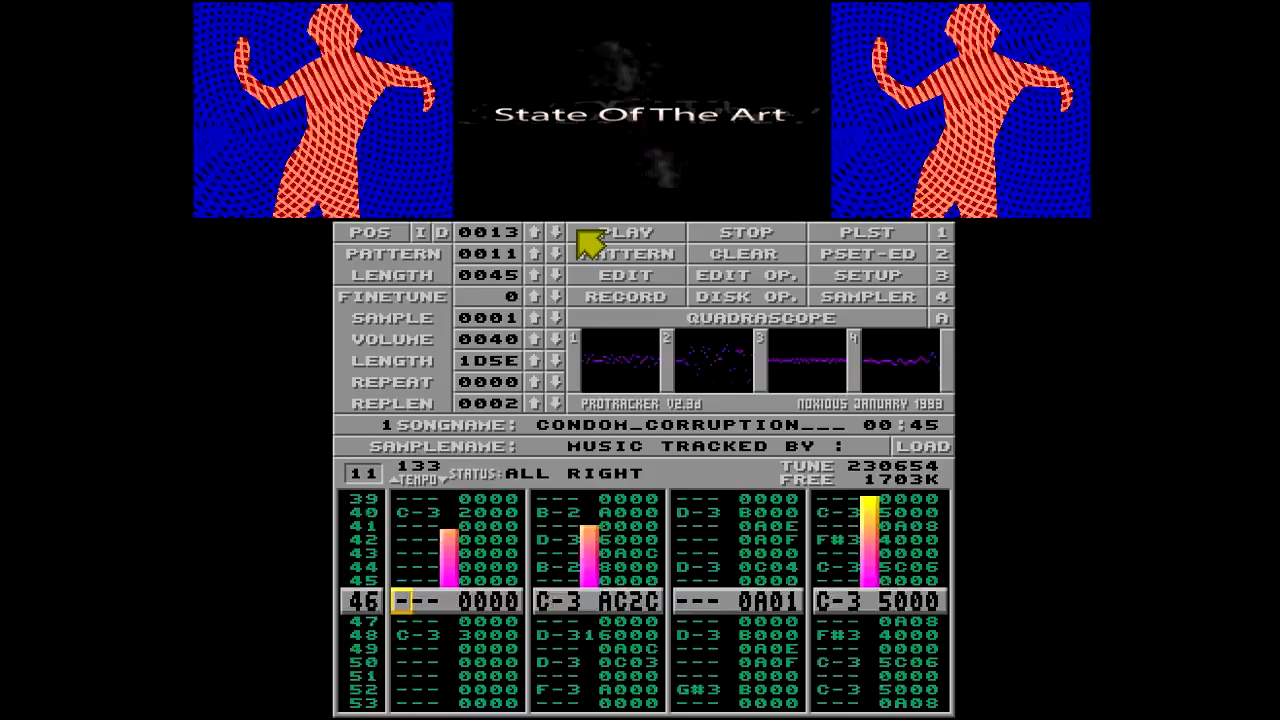 State Of The Art
POS I D 0013 PLAY STOP PLST 1
PATTERN 0011 PATTERN CLEAR PSET-ED 2
LENGTH 0045 EDIT EDIT OP. SETUP 3
FINETUNE 0 RECORD DISK OP. SAMPLER 4
SAMPLE 0001 QUADRASCOPE A
VOLUME 0040 1 2 3 4
LENGTH 1D5E
REPEAT 0000
REPLEN 0002 PROTRACKER V2.3d NOXIOUS JANUARY 1993
1 SONGNAME: CONDOM_CORRUPTION___ 00:45
SAMPLENAME: MUSIC TRACKED BY : LOAD
11 133 TEMPO STATUS: ALL RIGHT TUNE 230654
FREE 1703K
39 --- 0000 --- 0000 --- 0000 --- 0000
40 C-3 2000 B-2 A000 D-3 B000 C-3 5000
41 --- 0000 --- 0000 --- 0A0E --- 0A08
42 --- 0000 D-3 6000 --- 0A0F F#3 4000
43 --- 0000 --- 0A0C --- 0000 --- 0000
44 --- 0000 B-2 8000 D-3 0C04 C-3 5C06
45 --- 0000 --- 0000 --- 0000 --- 0000
46 --- 0000 C-3 AC2C --- 0A01 C-3 5000
47 --- 0000 --- 0000 --- 0000 --- 0A08
48 C-3 3000 D-316000 D-3 B000 F#3 4000
49 --- 0000 --- 0A0C --- 0A0E --- 0000
50 --- 0000 D-3 0C03 --- 0A0F C-3 5C06
51 --- 0000 --- 0000 --- 0000 --- 0000
52 --- 0000 F-3 A000 G#3 B000 C-3 5000
53 --- 0000 --- 0000 --- 0000 --- 0A08